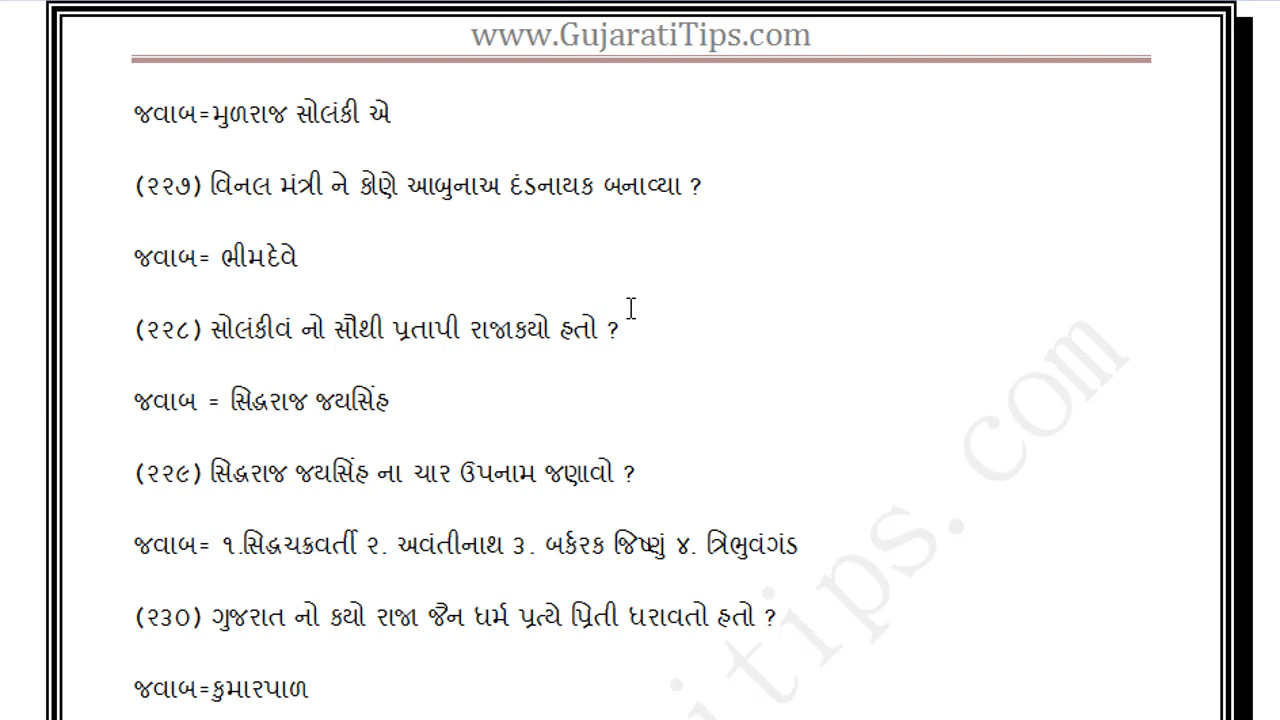 www.GujaratiTips.com
જવાબ=મુળરાજ સોલંકી એ
(૨૨૭) વિનલ મંત્રી ને કોણે આબુનાઅ દંડનાયક બનાવ્યા ?
જવાબ= ભીમદેવે
(૨૨૮) સોલંકીવં નો સૌથી પ્રતાપી રાજાકયો હતો ?
જવાબ = સિદ્ધરાજ જયસિંહ
(૨૨૯) સિદ્ધરાજ જયસિંહ ના ચાર ઉપનામ જણાવો ?
જવાબ= ૧.સિદ્ધચક્રવર્તી ૨. અવંતીનાથ ૩. બર્કરક જિષ્ણું ૪. ત્રિભુવંગંડ
(૨૩૦) ગુજરાત નો કયો રાજા જૈન ધર્મ પ્રત્યે પ્રિતી ધરાવતો હતો ?
જવાબ=કુમારપાળ
itips.com